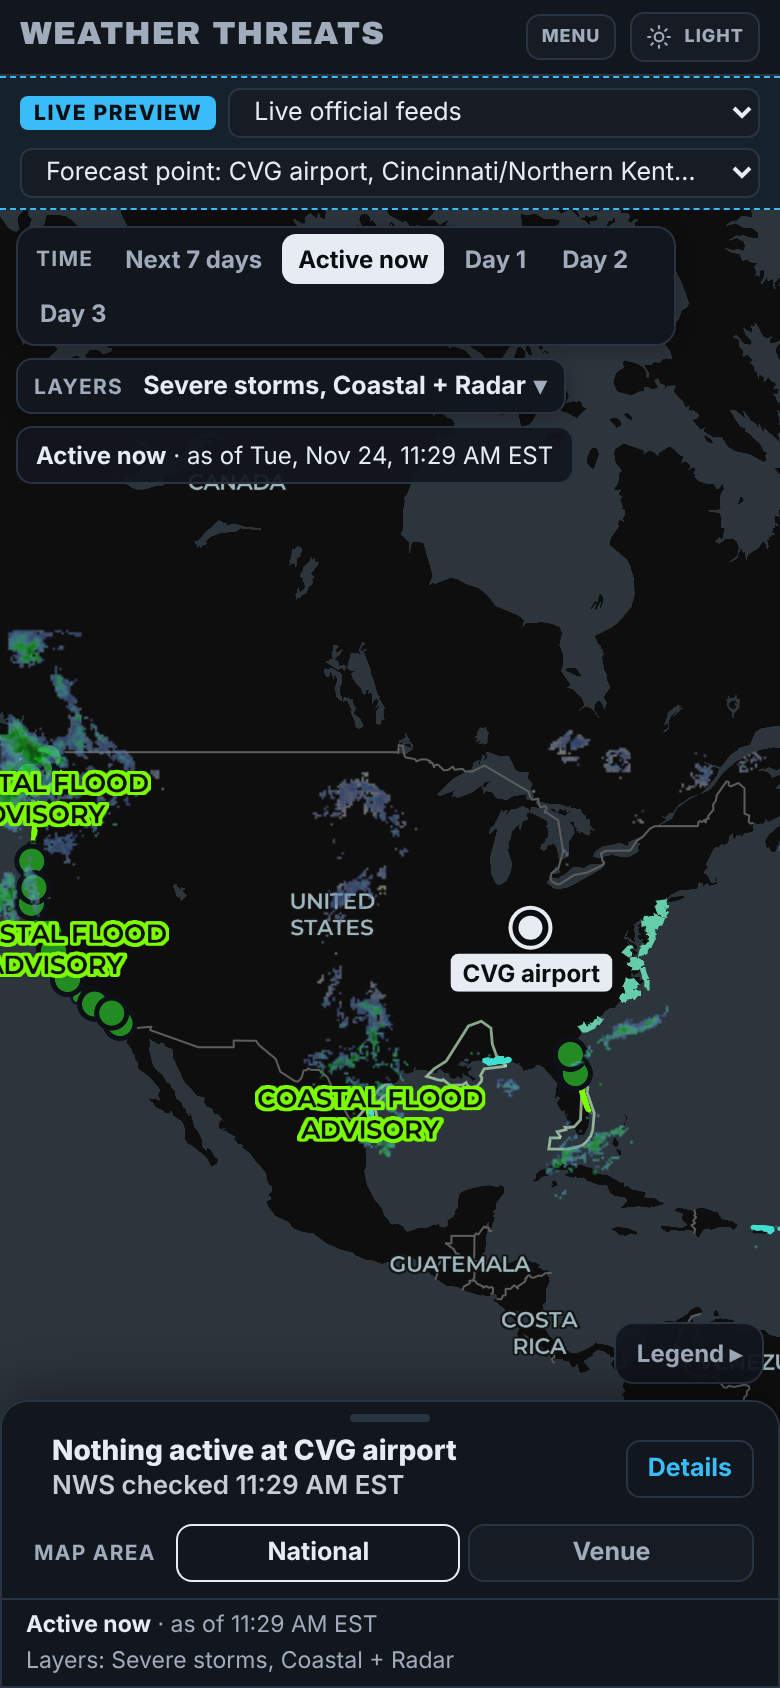 WEATHER THREATS
MENU
LIGHT
LIVE PREVIEW
Live official feeds
Forecast point: CVG airport, Cincinnati/Northern Kent...
TIME
Next 7 days
Active now
Day 1
Day 2
Day 3
LAYERS
Severe storms, Coastal + Radar ▾
Active now · as of Tue, Nov 24, 11:29 AM EST
CANADA
TAL FLOOD
DVISORY
UNITED
STATES
STAL FLOOD
ADVISORY
CVG airport
COASTAL FLOOD
ADVISORY
GUATEMALA
COSTA
RICA
Legend ▸
Nothing active at CVG airport
NWS checked 11:29 AM EST
Details
MAP AREA
National
Venue
Active now · as of 11:29 AM EST
Layers: Severe storms, Coastal + Radar